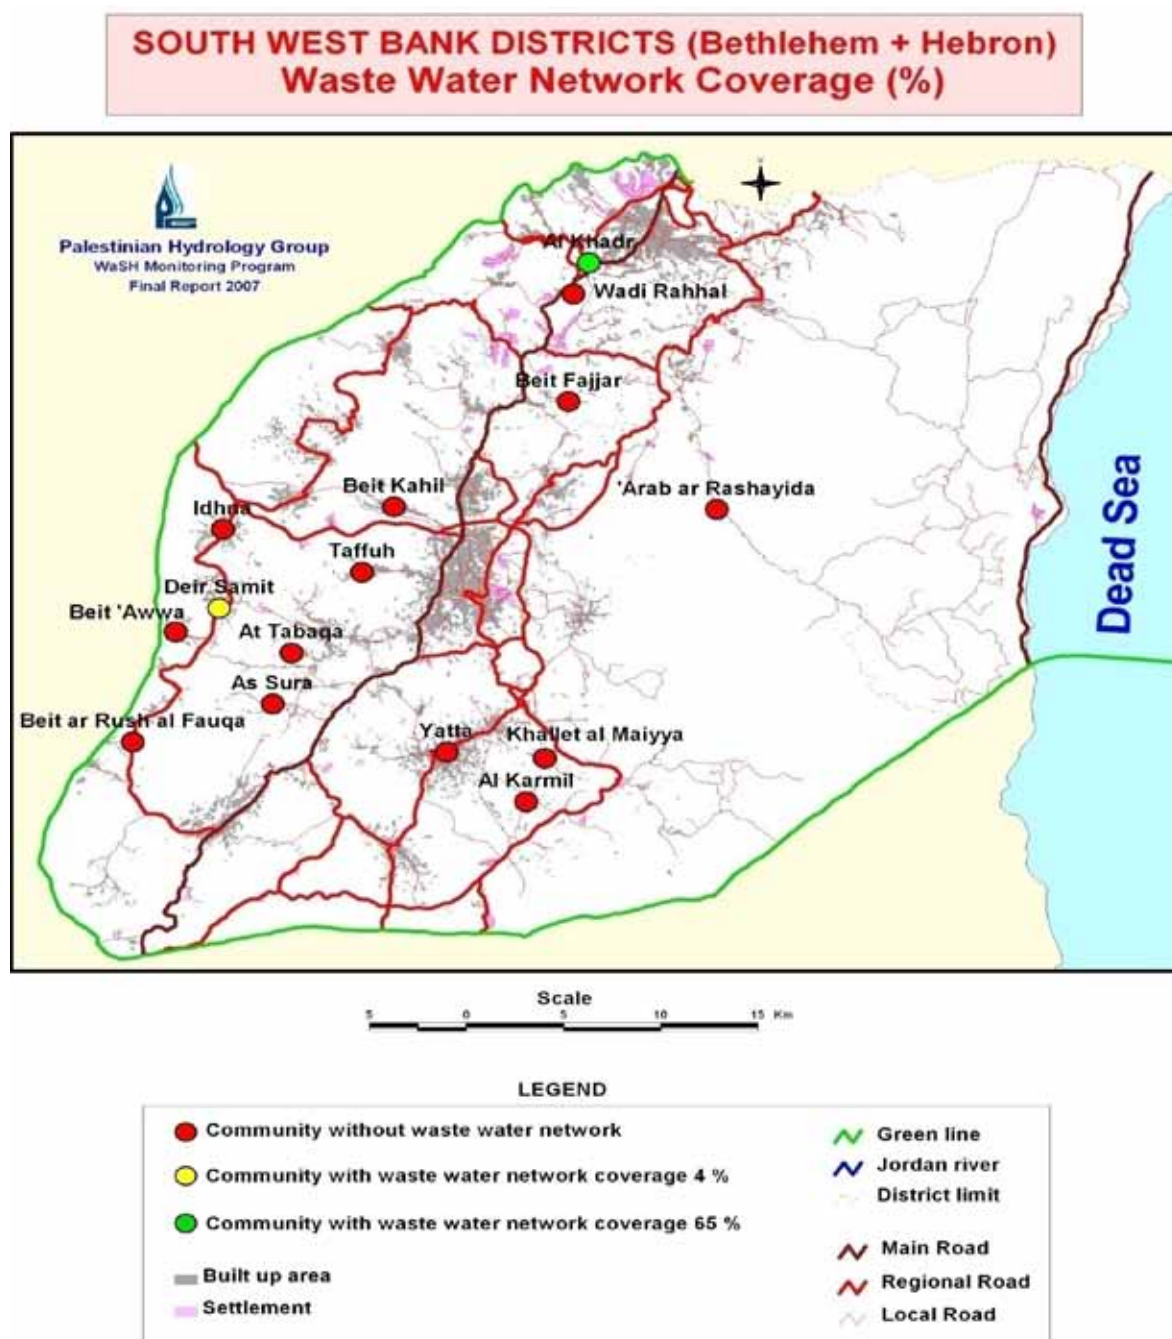 SOUTH WEST BANK DISTRICTS (Bethlehem + Hebron)
Waste Water Network Coverage (%)
Palestinian Hydrology Group
WaSH Monitoring Program
Final Report 2007
Al Khadr
Wadi Rahhal
Beit Fajjar
Beit Kahil
'Arab ar Rashayida
Idhna
Taffuh
Deir Samit
Beit 'Awwa
At Tabaqa
As Sura
Beit ar Rush al Fauqa
Yatta
Khallet al Maiyya
Al Karmil
Dead Sea
Scale
5 0 5 10 15 Km
LEGEND
Community without waste water network
Community with waste water network coverage 4 %
Community with waste water network coverage 65 %
Built up area
Settlement
Green line
Jordan river
District limit
Main Road
Regional Road
Local Road